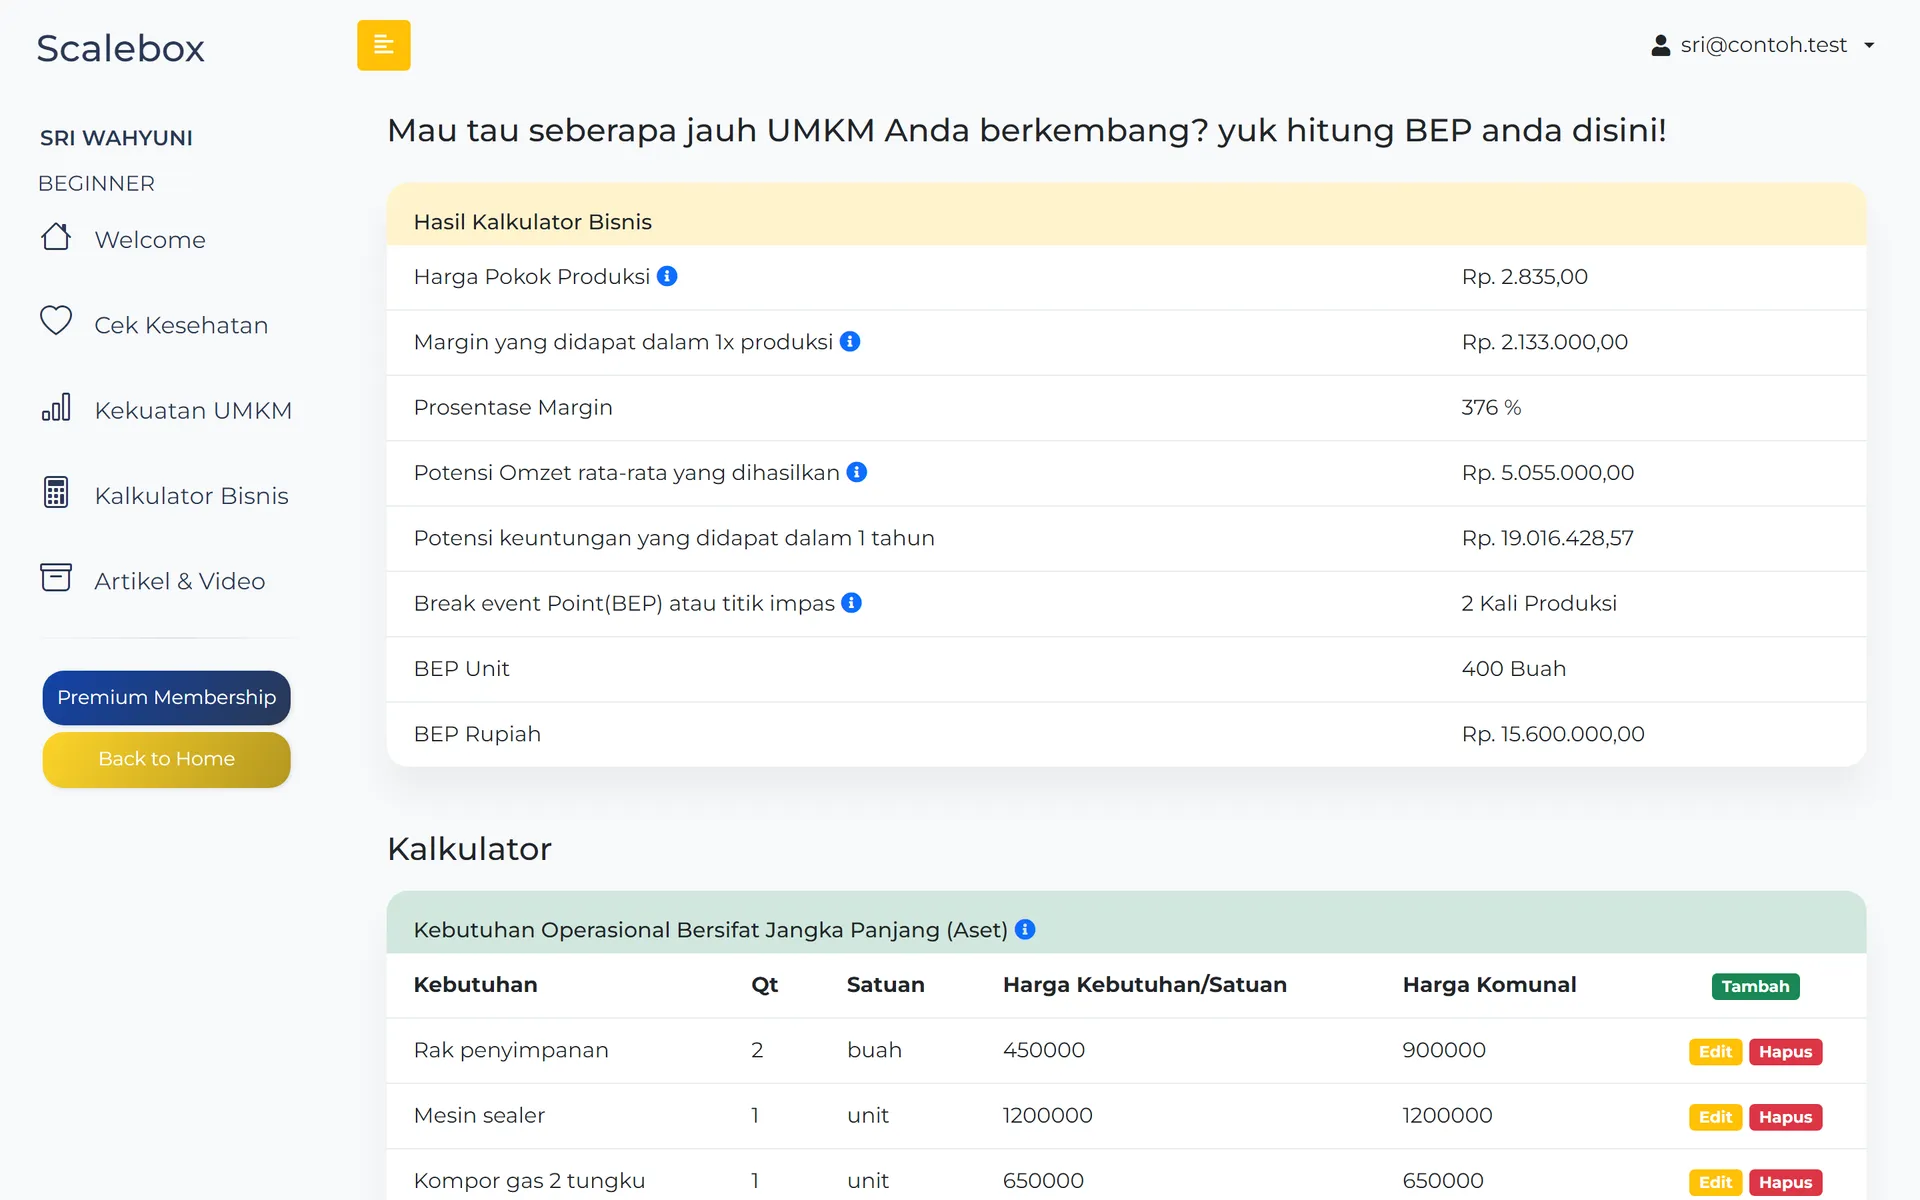 Scalebox
sri@contoh.test
SRI WAHYUNI
BEGINNER
Welcome
Cek Kesehatan
Kekuatan UMKM
Kalkulator Bisnis
Artikel & Video
Premium Membership
Back to Home
Mau tau seberapa jauh UMKM Anda berkembang? yuk hitung BEP anda disini!
Hasil Kalkulator Bisnis
Harga Pokok Produksi Rp. 2.835,00
Margin yang didapat dalam 1x produksi Rp. 2.133.000,00
Prosentase Margin 376 %
Potensi Omzet rata-rata yang dihasilkan Rp. 5.055.000,00
Potensi keuntungan yang didapat dalam 1 tahun Rp. 19.016.428,57
Break event Point(BEP) atau titik impas 2 Kali Produksi
BEP Unit 400 Buah
BEP Rupiah Rp. 15.600.000,00
Kalkulator
Kebutuhan Operasional Bersifat Jangka Panjang (Aset)
Kebutuhan Qt Satuan Harga Kebutuhan/Satuan Harga Komunal Tambah
Rak penyimpanan 2 buah 450000 900000 Edit Hapus
Mesin sealer 1 unit 1200000 1200000 Edit Hapus
Kompor gas 2 tungku 1 unit 650000 650000 Edit Hapus